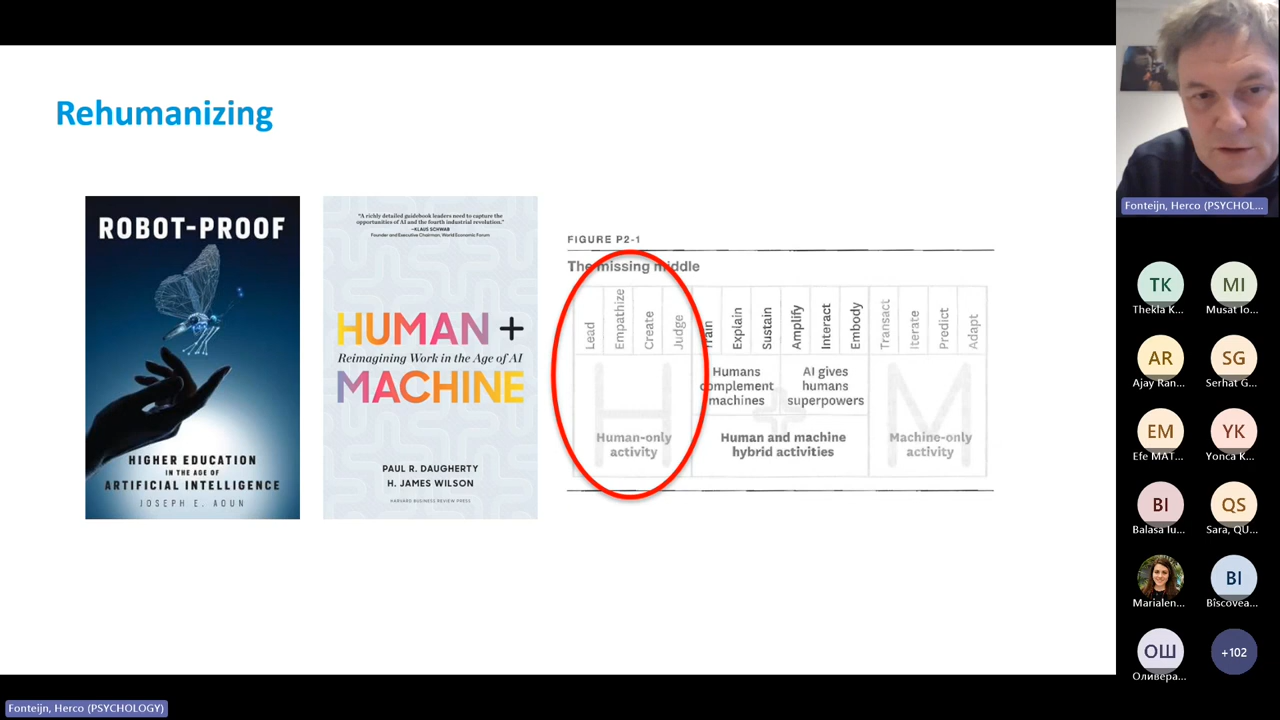 Rehumanizing
ROBOT-PROOF
HIGHER EDUCATION
IN THE AGE OF
ARTIFICIAL INTELLIGENCE
JOSEPH E. AOUN
"A richly detailed guidebook leaders need to capture the
opportunities of AI and the fourth industrial revolution."
—KLAUS SCHWAB
Founder and Executive Chairman, World Economic Forum
HUMAN +
Reimagining Work in the Age of AI
MACHINE
PAUL R. DAUGHERTY
H. JAMES WILSON
HARVARD BUSINESS REVIEW PRESS
FIGURE P2-1
The missing middle
Lead
Empathize
Create
Judge
Train
Explain
Sustain
Amplify
Interact
Embody
Transact
Iterate
Predict
Adapt
H
Human-only
activity
Humans
complement
machines
AI gives
humans
superpowers
+
Human and machine
hybrid activities
M
Machine-only
activity
Fonteijn, Herco (PSYCHOL...
TK
Thekla K...
MI
Musat Io...
AR
Ajay Ran...
SG
Serhat G...
EM
Efe MAT...
YK
Yonca K...
BI
Balasa Iu...
QS
Sara, QU...
Marialen...
BI
Bîscovea...
ОШ
Оливера...
+102
Fonteijn, Herco (PSYCHOLOGY)